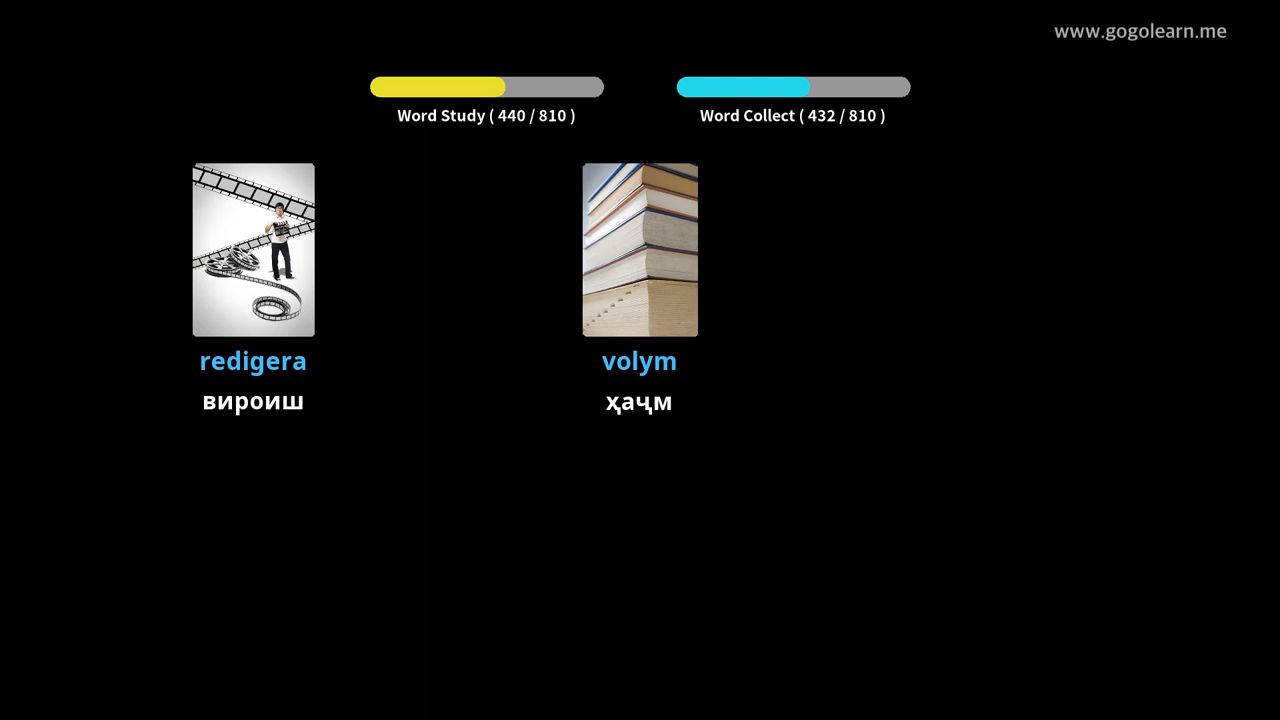 www.gogolearn.me
Word Study ( 440 / 810 )
Word Collect ( 432 / 810 )
redigera
вироиш
volym
ҳаҷм